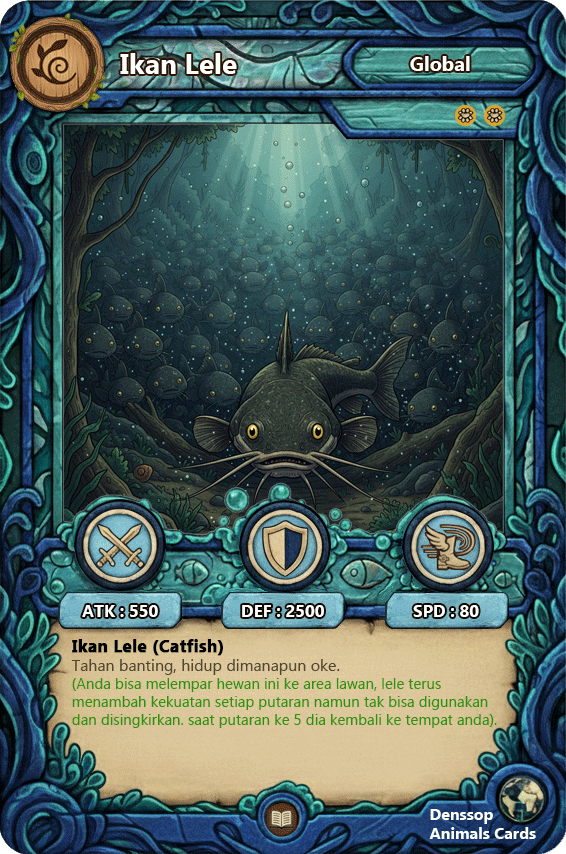 Ikan Lele
Global
ATK : 550
DEF : 2500
SPD : 80
Ikan Lele (Catfish)
Tahan banting, hidup dimanapun oke.
(Anda bisa melempar hewan ini ke area lawan, lele terus
menambah kekuatan setiap putaran namun tak bisa digunakan
dan disingkirkan. saat putaran ke 5 dia kembali ke tempat anda).
Denssop
Animals Cards